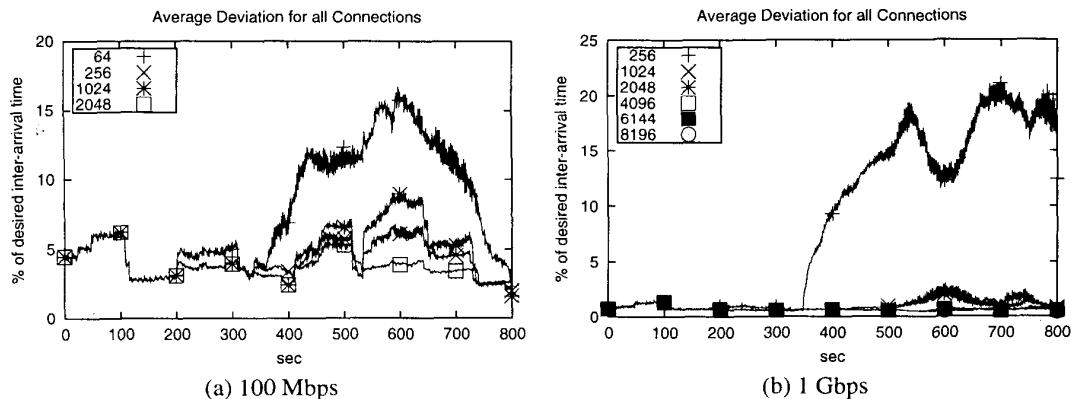 Average Deviation for all Connections
% of desired inter-arrival time
20
15
10
5
0
64
256
1024
2048
0 100 200 300 400 500 600 700 800
sec
(a) 100 Mbps
Average Deviation for all Connections
% of desired inter-arrival time
25
20
15
10
5
0
256
1024
2048
4096
6144
8196
0 100 200 300 400 500 600 700 800
sec
(b) 1 Gbps